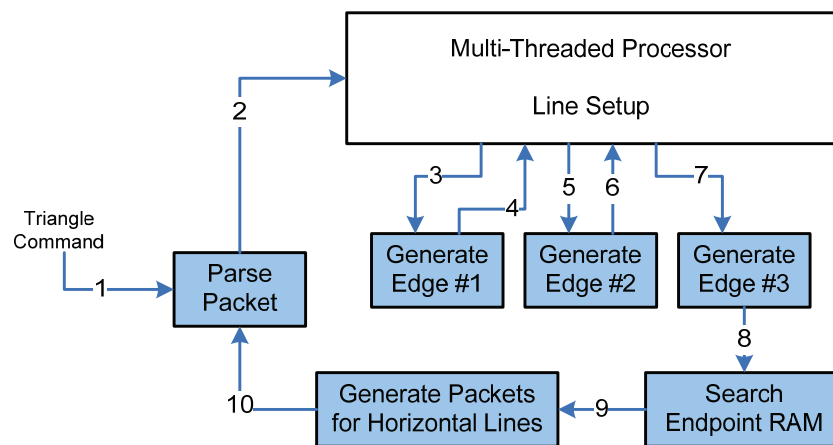 Multi-Threaded Processor
Line Setup
2
3
4
5
6
7
Triangle
Command
1
Parse
Packet
Generate
Edge #1
Generate
Edge #2
Generate
Edge #3
8
10
Generate Packets
for Horizontal Lines
9
Search
Endpoint RAM